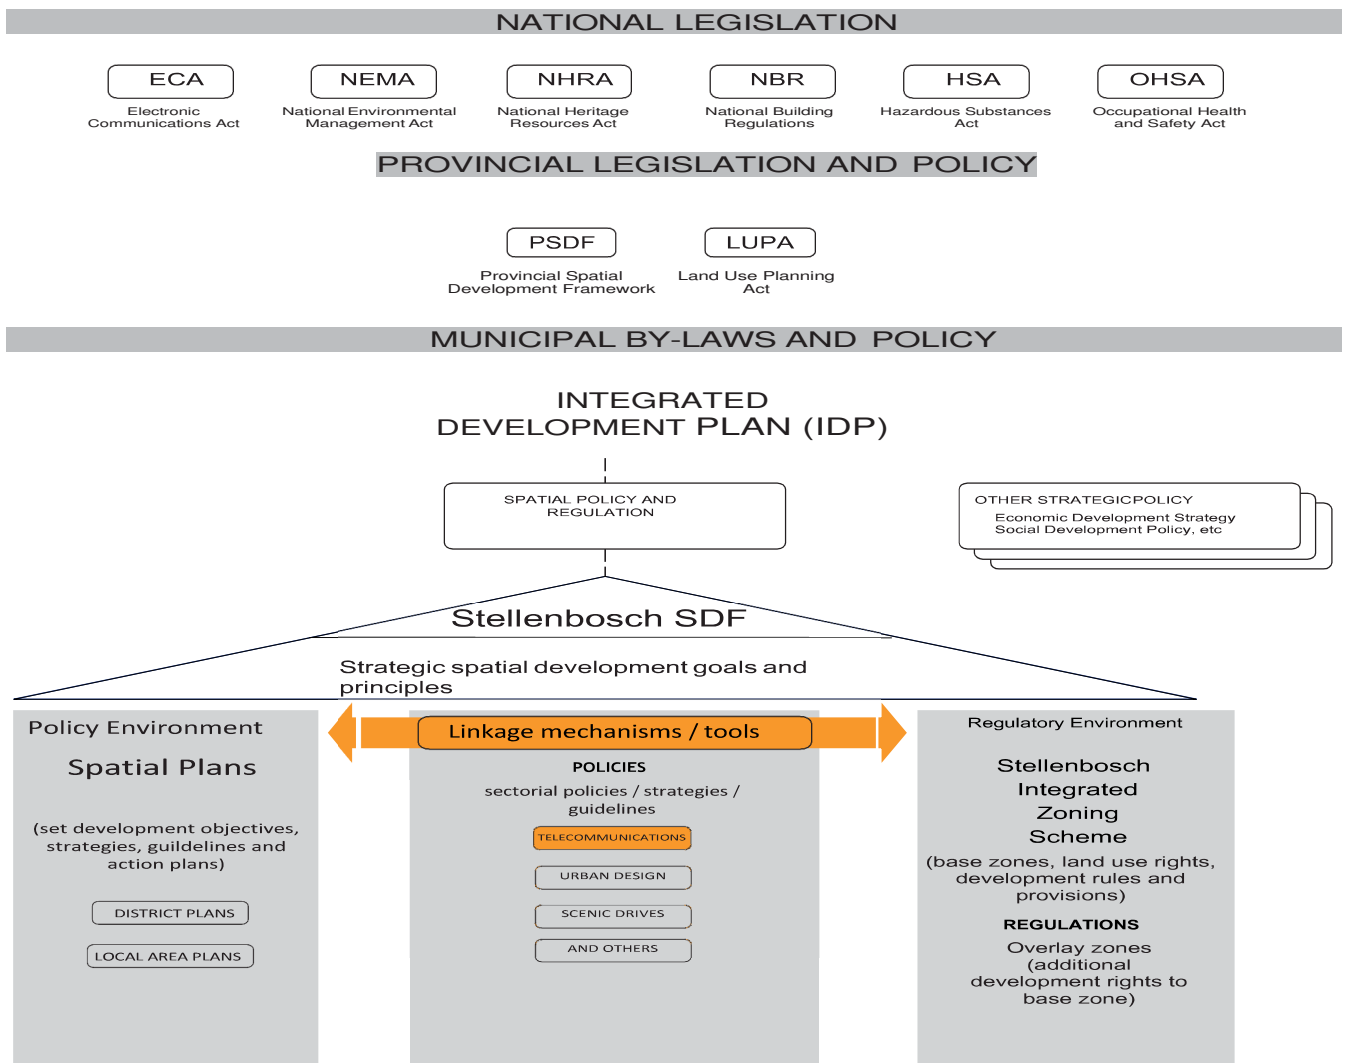 NATIONAL LEGISLATION
ECA
NEMA
NHRA
NBR
HSA
OHSA
Electronic
Communications Act
National Environmental
Management Act
National Heritage
Resources Act
National Building
Regulations
Hazardous Substances
Act
Occupational Health
and Safety Act
PROVINCIAL LEGISLATION AND POLICY
PSDF
LUPA
Provincial Spatial
Development Framework
Land Use Planning
Act
MUNICIPAL BY-LAWS AND POLICY
INTEGRATED
DEVELOPMENT PLAN (IDP)
SPATIAL POLICY AND
REGULATION
OTHER STRATEGICPOLICY
Economic Development Strategy
Social Development Policy, etc
Stellenbosch SDF
Strategic spatial development goals and
principles
Policy Environment
Spatial Plans
(set development objectives,
strategies, guildelines and
action plans)
DISTRICT PLANS
LOCAL AREA PLANS
Linkage mechanisms / tools
POLICIES
sectorial policies / strategies /
guidelines
TELECOMMUNICATIONS
URBAN DESIGN
SCENIC DRIVES
AND OTHERS
Regulatory Environment
Stellenbosch
Integrated
Zoning
Scheme
(base zones, land use rights,
development rules and
provisions)
REGULATIONS
Overlay zones
(additional
development rights to
base zone)